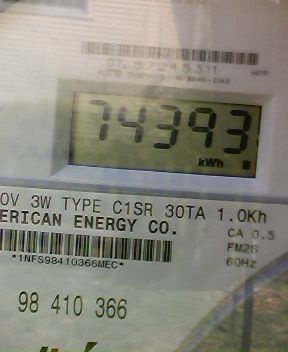 74393
kWh
0V 3W TYPE C1SR 30TA 1.0Kh
ERICAN ENERGY CO.
CA 0.5
FM2S
60Hz
*1NFS98410366MEC*
98 410 366